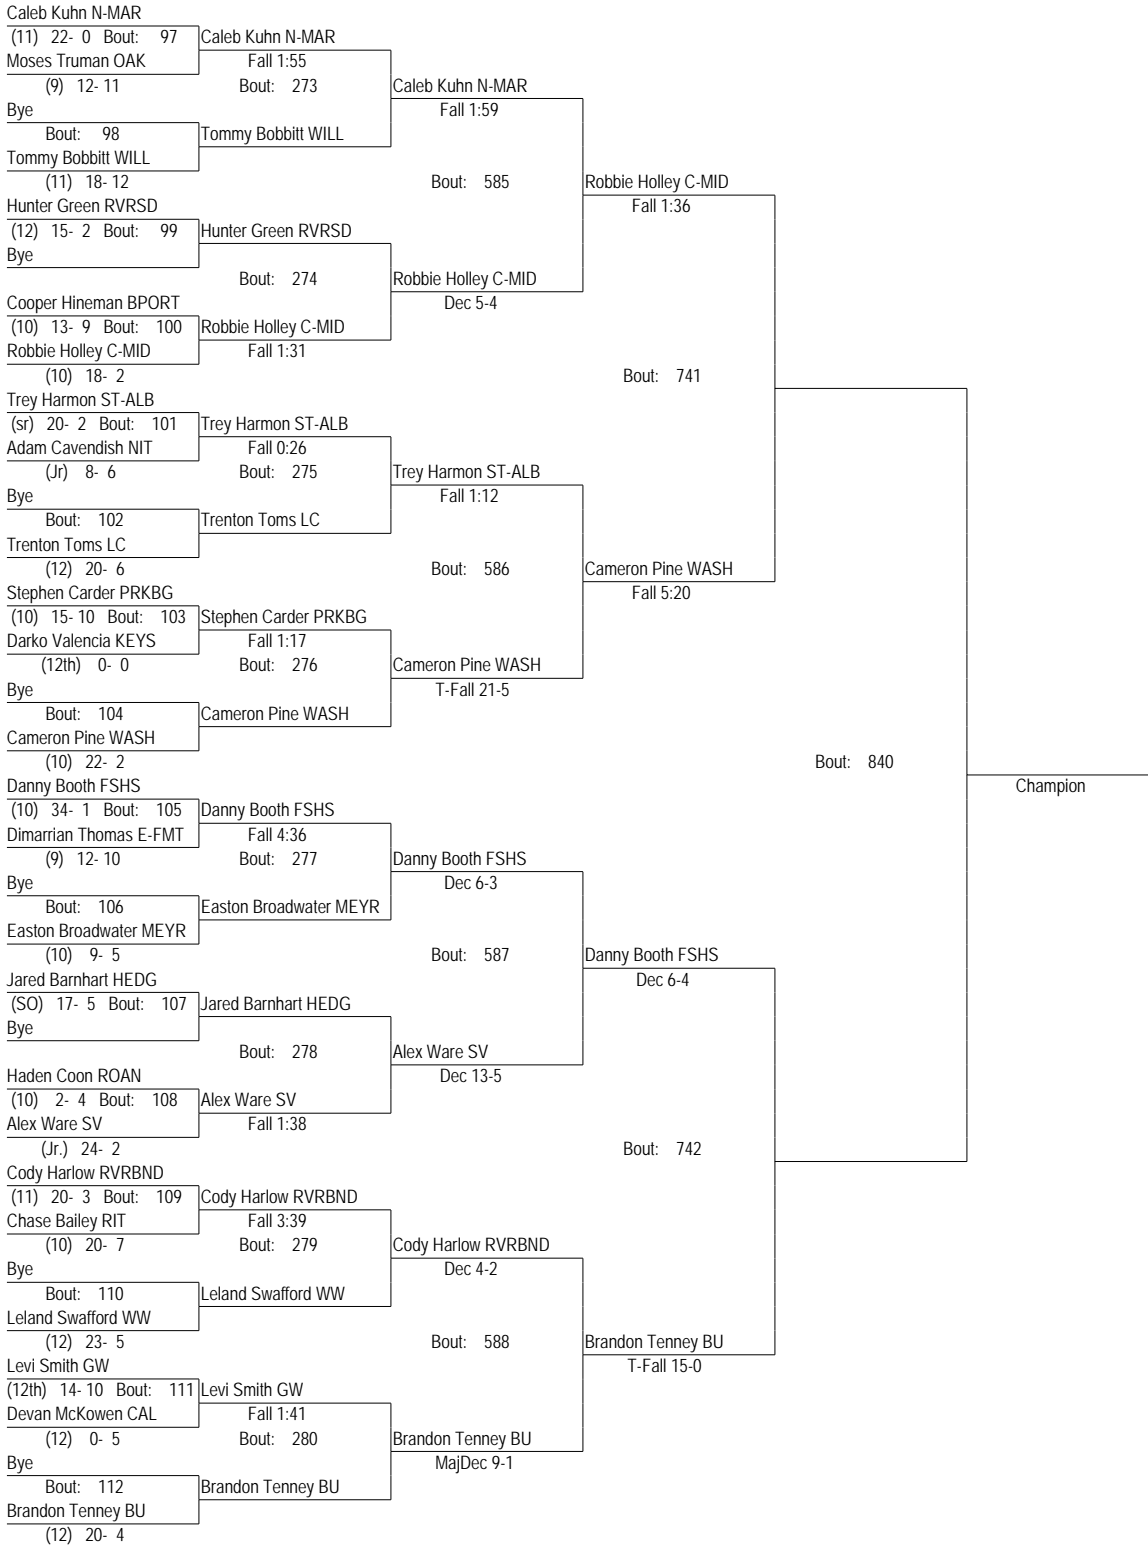 Caleb Kuhn N-MAR
(11) 22- 0 Bout: 97 Caleb Kuhn N-MAR
Moses Truman OAK Fall 1:55
(9) 12- 11 Bout: 273 Caleb Kuhn N-MAR
Bye Fall 1:59
Bout: 98 Tommy Bobbitt WILL
Tommy Bobbitt WILL
(11) 18- 12 Bout: 585 Robbie Holley C-MID
Hunter Green RVRSD Fall 1:36
(12) 15- 2 Bout: 99 Hunter Green RVRSD
Bye
Bout: 274 Robbie Holley C-MID
Cooper Hineman BPORT Dec 5-4
(10) 13- 9 Bout: 100 Robbie Holley C-MID
Robbie Holley C-MID Fall 1:31
(10) 18- 2 Bout: 741
Trey Harmon ST-ALB
(sr) 20- 2 Bout: 101 Trey Harmon ST-ALB
Adam Cavendish NIT Fall 0:26
(Jr) 8- 6 Bout: 275 Trey Harmon ST-ALB
Bye Fall 1:12
Bout: 102 Trenton Toms LC
Trenton Toms LC
(12) 20- 6 Bout: 586 Cameron Pine WASH
Stephen Carder PRKBG Fall 5:20
(10) 15- 10 Bout: 103 Stephen Carder PRKBG
Darko Valencia KEYS Fall 1:17
(12th) 0- 0 Bout: 276 Cameron Pine WASH
Bye T-Fall 21-5
Bout: 104 Cameron Pine WASH
Cameron Pine WASH
(10) 22- 2 Bout: 840
Danny Booth FSHS Champion
(10) 34- 1 Bout: 105 Danny Booth FSHS
Dimarrian Thomas E-FMT Fall 4:36
(9) 12- 10 Bout: 277 Danny Booth FSHS
Bye Dec 6-3
Bout: 106 Easton Broadwater MEYR
Easton Broadwater MEYR
(10) 9- 5 Bout: 587 Danny Booth FSHS
Jared Barnhart HEDG Dec 6-4
(SO) 17- 5 Bout: 107 Jared Barnhart HEDG
Bye
Bout: 278 Alex Ware SV
Haden Coon ROAN Dec 13-5
(10) 2- 4 Bout: 108 Alex Ware SV
Alex Ware SV Fall 1:38
(Jr.) 24- 2 Bout: 742
Cody Harlow RVRBND
(11) 20- 3 Bout: 109 Cody Harlow RVRBND
Chase Bailey RIT Fall 3:39
(10) 20- 7 Bout: 279 Cody Harlow RVRBND
Bye Dec 4-2
Bout: 110 Leland Swafford WW
Leland Swafford WW
(12) 23- 5 Bout: 588 Brandon Tenney BU
Levi Smith GW T-Fall 15-0
(12th) 14- 10 Bout: 111 Levi Smith GW
Devan McKowen CAL Fall 1:41
(12) 0- 5 Bout: 280 Brandon Tenney BU
Bye MajDec 9-1
Bout: 112 Brandon Tenney BU
Brandon Tenney BU
(12) 20- 4